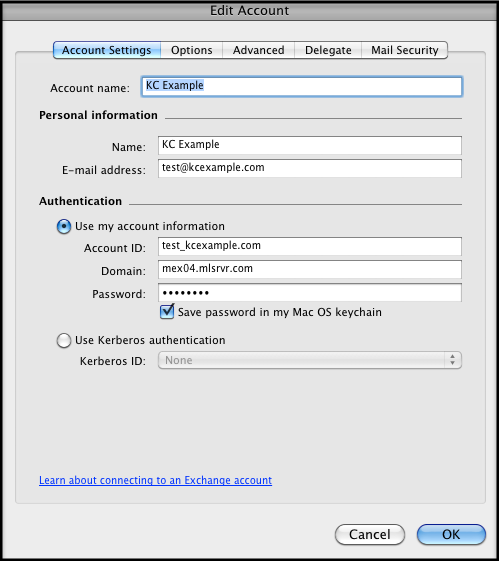 Edit Account
Account Settings Options Advanced Delegate Mail Security
Account name: KC Example
Personal information
Name: KC Example
E-mail address: test@kcexample.com
Authentication
Use my account information
Account ID: test_kcexample.com
Domain: mex04.mlsrvr.com
Password: ••••••••
Save password in my Mac OS keychain
Use Kerberos authentication
Kerberos ID: None
Learn about connecting to an Exchange account
Cancel OK